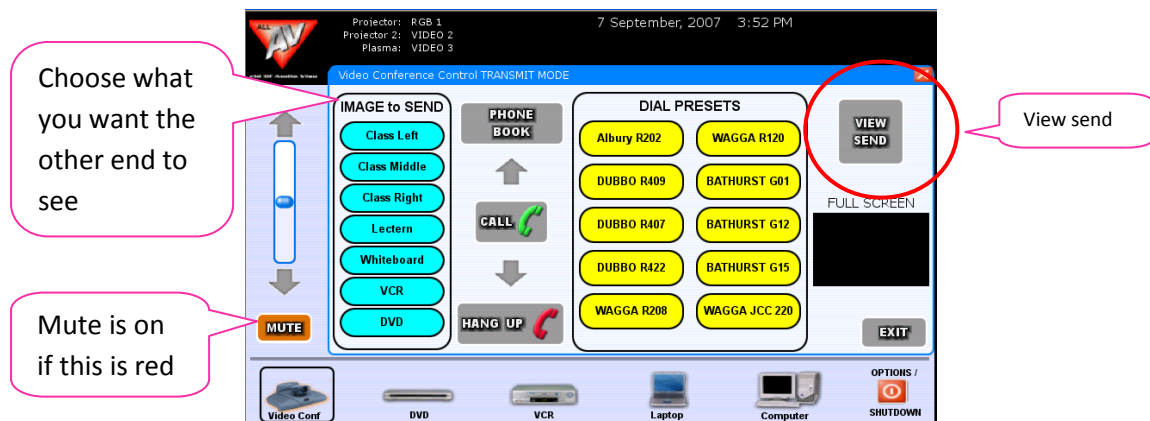 ALL
AV
Projector: RGB 1
Projector 2: VIDEO 2
Plasma: VIDEO 3
7 September, 2007 3:52 PM
Choose what
you want the
other end to
see
Video Conference Control TRANSMIT MODE
IMAGE to SEND
Class Left
Class Middle
Class Right
Lectern
Whiteboard
VCR
DVD
PHONE
BOOK
CALL
HANG UP
DIAL PRESETS
Albury R202
WAGGA R120
DUBBO R409
BATHURST G01
DUBBO R407
BATHURST G12
DUBBO R422
BATHURST G15
WAGGA R208
WAGGA JCC 220
VIEW
SEND
View send
FULL SCREEN
EXIT
Mute is on
if this is red
MUTE
Video Conf
DVD
VCR
Laptop
Computer
OPTIONS /
SHUTDOWN